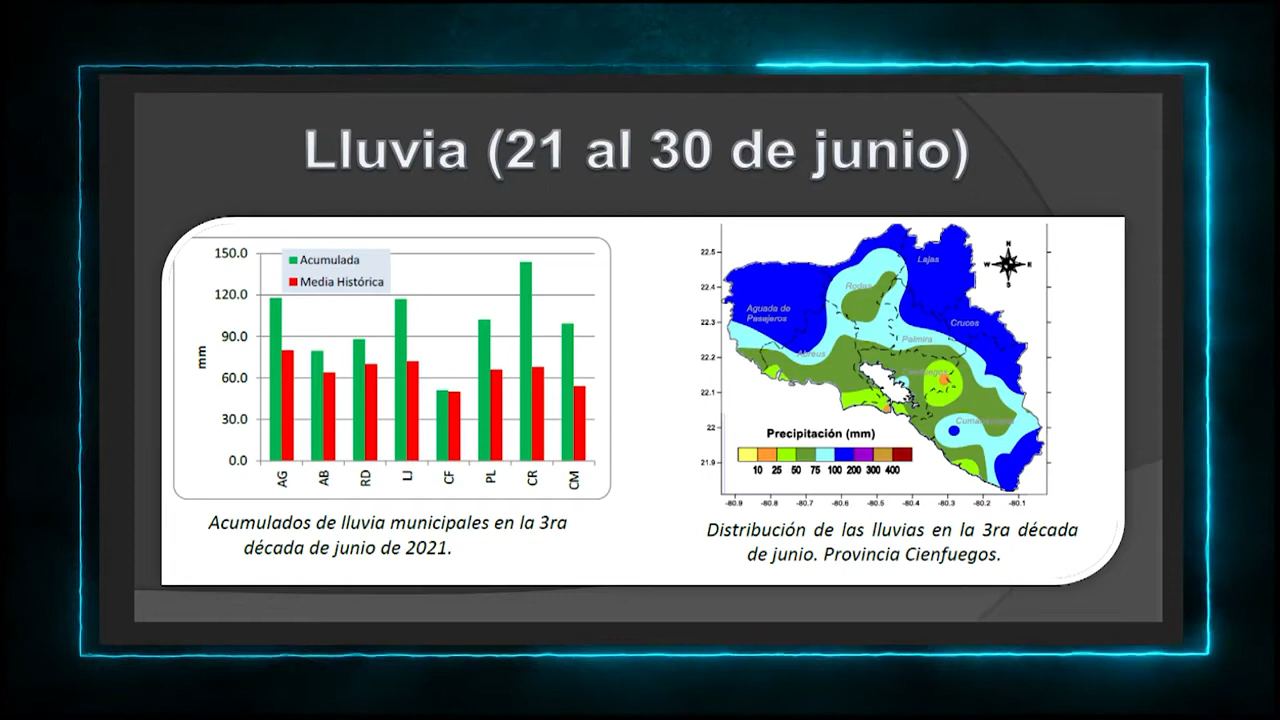 Lluvia (21 al 30 de junio)
150.0
120.0
90.0
60.0
30.0
0.0
mm
Acumulada
Media Histórica
AG
AB
RD
LJ
CF
PL
CR
CM
Acumulados de lluvia municipales en la 3ra
década de junio de 2021.
22.5
22.4
22.3
22.2
22.1
22
21.9
N
W
E
S
Lajas
Rodas
Aguada de
Pasajeros
Cruces
Palmira
Abreus
Cienfuegos
Precipitación (mm)
10 25 50 75 100 200 300 400
-80.9 -80.8 -80.7 -80.6 -80.5 -80.4 -80.3 -80.2 -80.1
Distribución de las lluvias en la 3ra década
de junio. Provincia Cienfuegos.